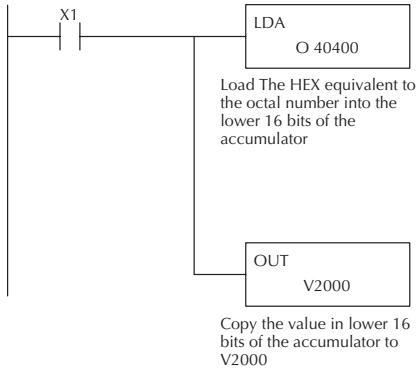 X1
LDA
O 40400
Load The HEX equivalent to
the octal number into the
lower 16 bits of the
accumulator
OUT
V2000
Copy the value in lower 16
bits of the accumulator to
V2000